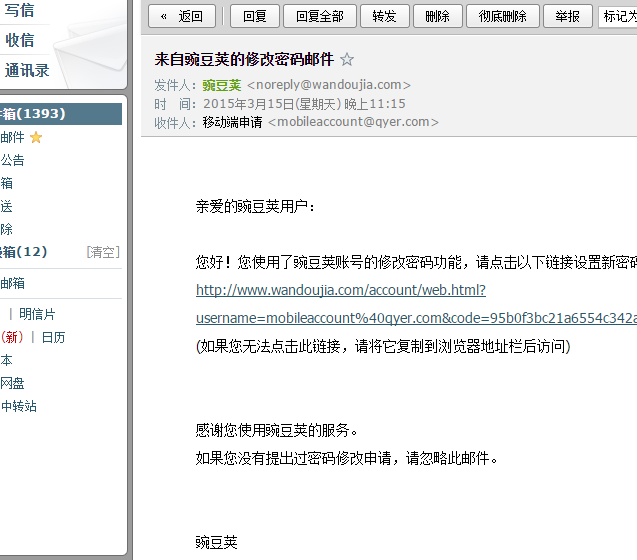 写信
收信
通讯录
件箱(1393)
邮件
公告
箱
送
除
箱(12) [清空]
邮箱
| 明信片
(新) | 日历
本
网盘
中转站
« 返回 回复 回复全部 转发 删除 彻底删除 举报 标记为
来自豌豆荚的修改密码邮件
发件人：豌豆荚 <noreply@wandoujia.com>
时 间：2015年3月15日(星期天) 晚上11:15
收件人：移动端申请 <mobileaccount@qyer.com>
亲爱的豌豆荚用户：
您好！您使用了豌豆荚账号的修改密码功能，请点击以下链接设置新密码
http://www.wandoujia.com/account/web.html?
username=mobileaccount%40qyer.com&code=95b0f3bc21a6554c342a
(如果您无法点击此链接，请将它复制到浏览器地址栏后访问)
感谢您使用豌豆荚的服务。
如果您没有提出过密码修改申请，请忽略此邮件。
豌豆荚